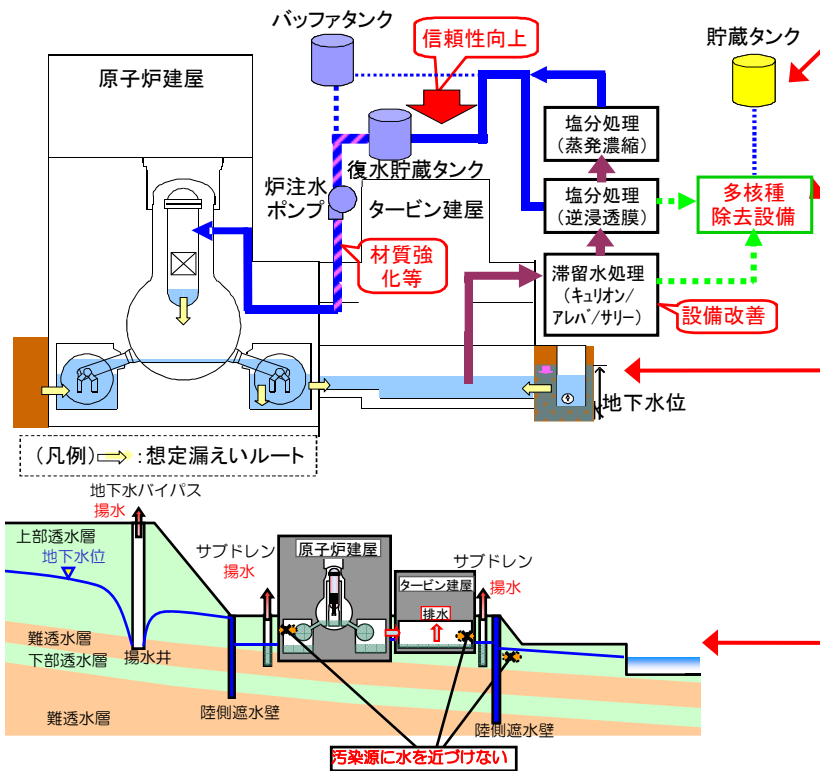 バッファタンク
信頼性向上
貯蔵タンク
原子炉建屋
塩分処理
(蒸発濃縮)
復水貯蔵タンク
炉注水
ポンプ
タービン建屋
塩分処理
(逆浸透膜)
多核種
除去設備
材質強
化等
滞留水処理
(キュリオン/
アレバ/サリー)
設備改善
地下水位
(凡例) :想定漏えいルート
地下水バイパス
揚水
上部透水層
地下水位
サブドレン
揚水
原子炉建屋
タービン建屋
排水
サブドレン
揚水
難透水層
下部透水層
揚水井
難透水層
陸側遮水壁
陸側遮水壁
汚染源に水を近づけない